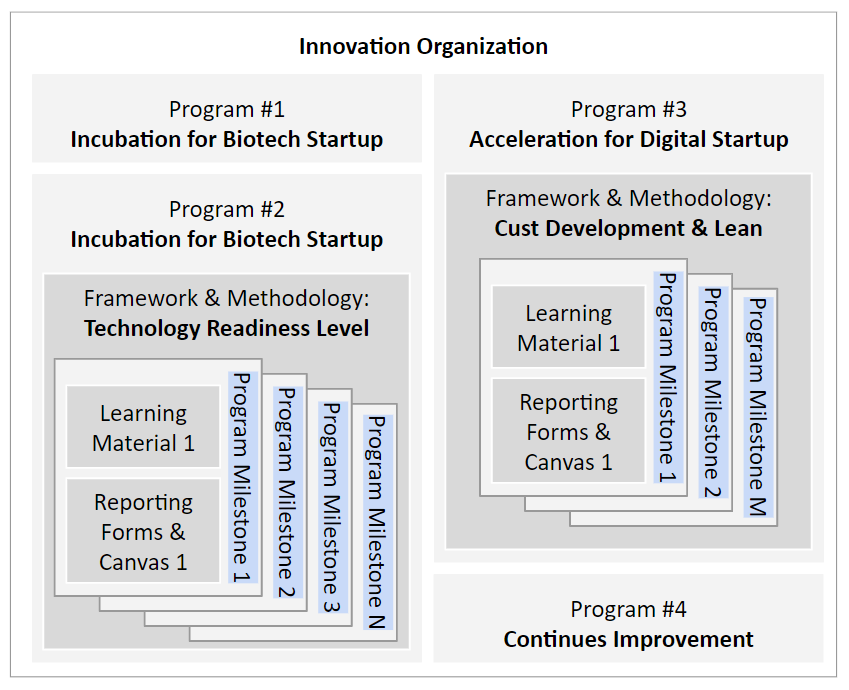 Innovation Organization
Program #1
Incubation for Biotech Startup
Program #2
Incubation for Biotech Startup
Framework & Methodology:
Technology Readiness Level
Learning
Material 1
Reporting
Forms &
Canvas 1
Program Milestone 1
Program Milestone 2
Program Milestone 3
Program Milestone N
Program #3
Acceleration for Digital Startup
Framework & Methodology:
Cust Development & Lean
Learning
Material 1
Reporting
Forms &
Canvas 1
Program Milestone 1
Program Milestone 2
Program Milestone M
Program #4
Continues Improvement